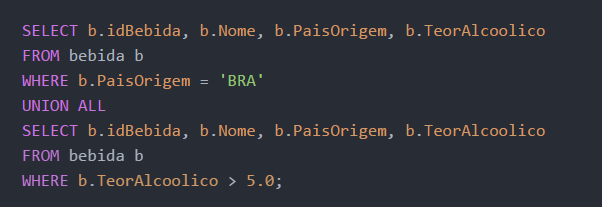 SELECT b.idBebida, b.Nome, b.PaisOrigem, b.TeorAlcoolico
FROM bebida b
WHERE b.PaisOrigem = 'BRA'
UNION ALL
SELECT b.idBebida, b.Nome, b.PaisOrigem, b.TeorAlcoolico
FROM bebida b
WHERE b.TeorAlcoolico > 5.0;